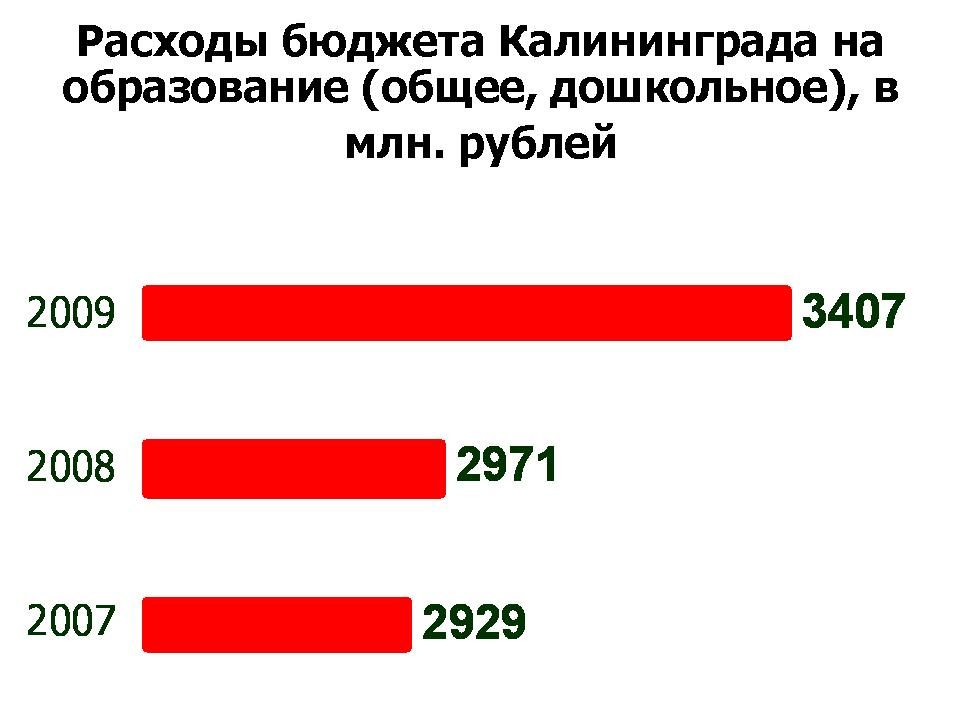 Расходы бюджета Калининграда на
образование (общее, дошкольное), в
млн. рублей
2009 3407
2008 2971
2007 2929